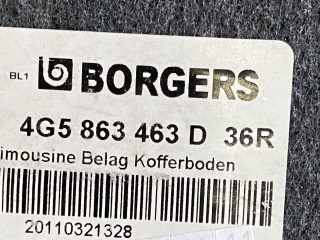 BL1 BORGERS
4G5 863 463 D 36R
imousine Belag Kofferboden
20110321328